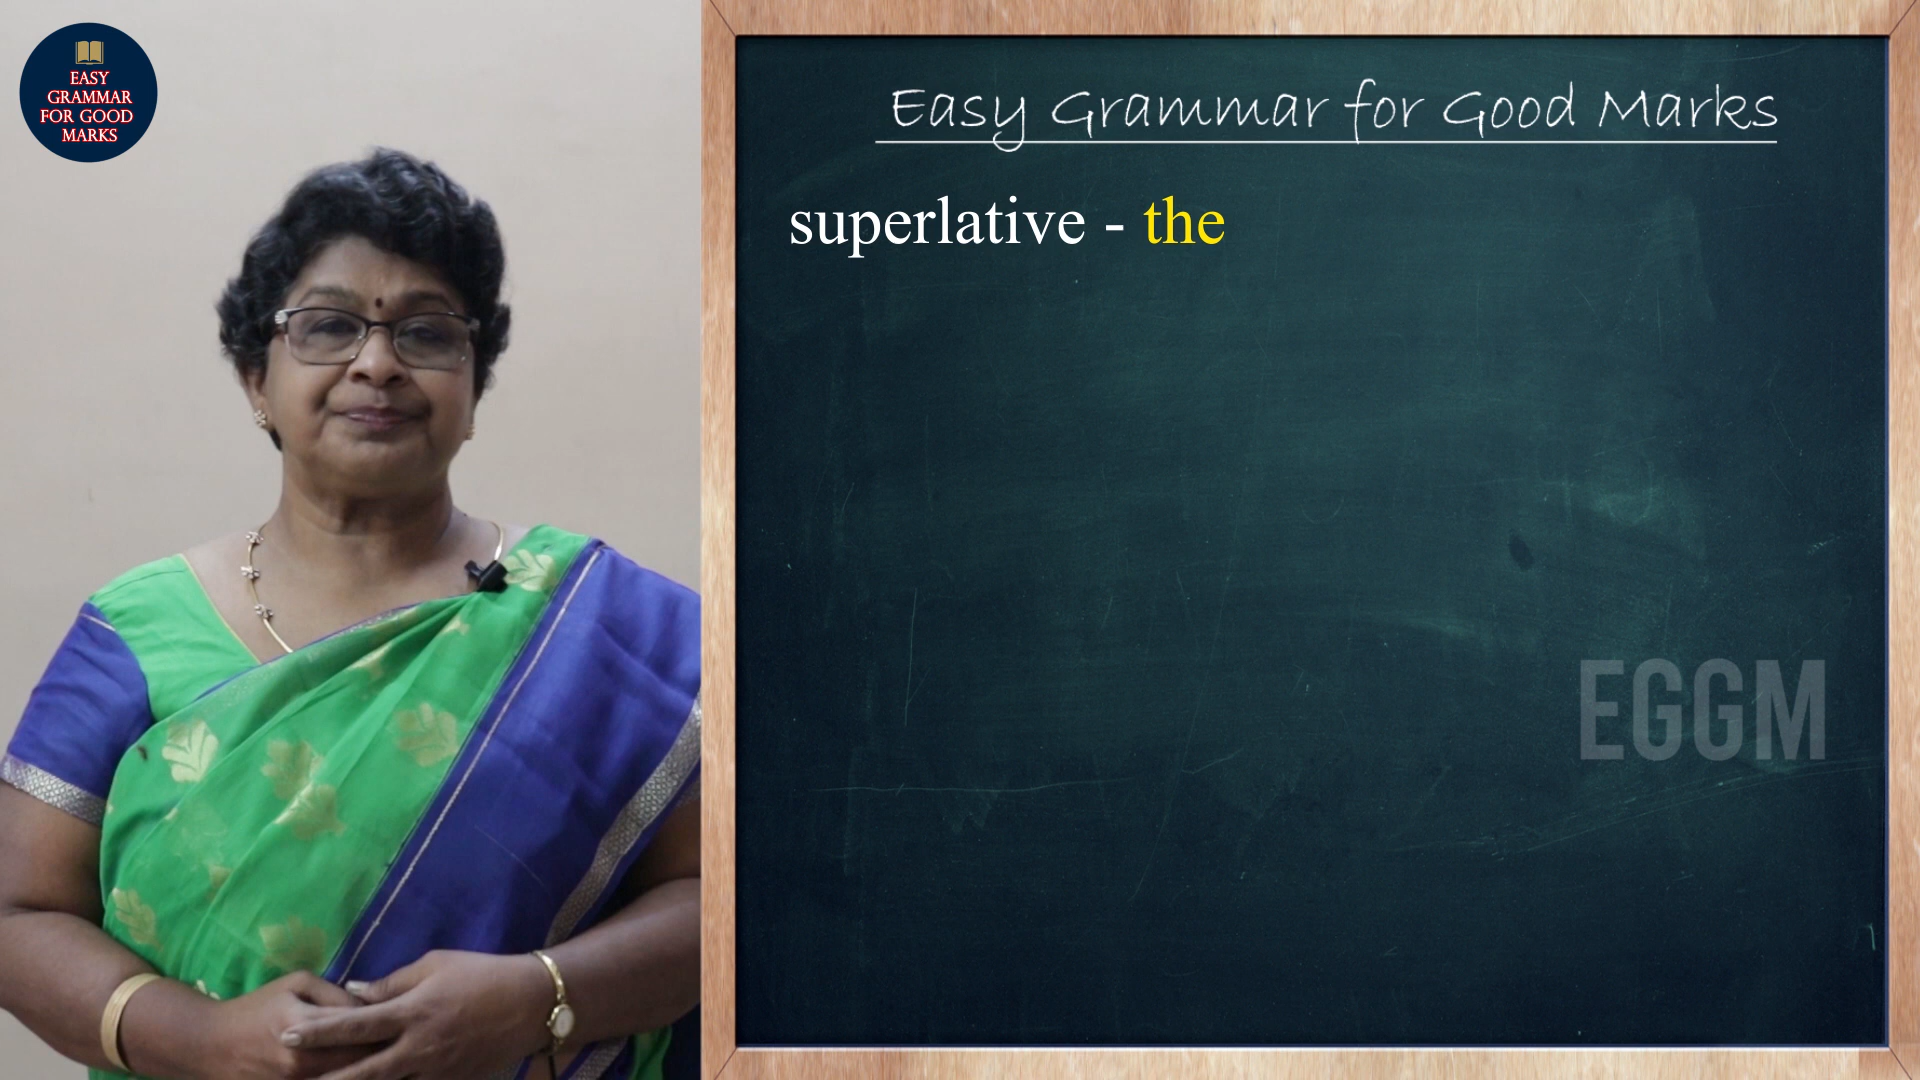 EASY
GRAMMAR
FOR GOOD
MARKS
Easy Grammar for Good Marks
superlative - the
EGGM